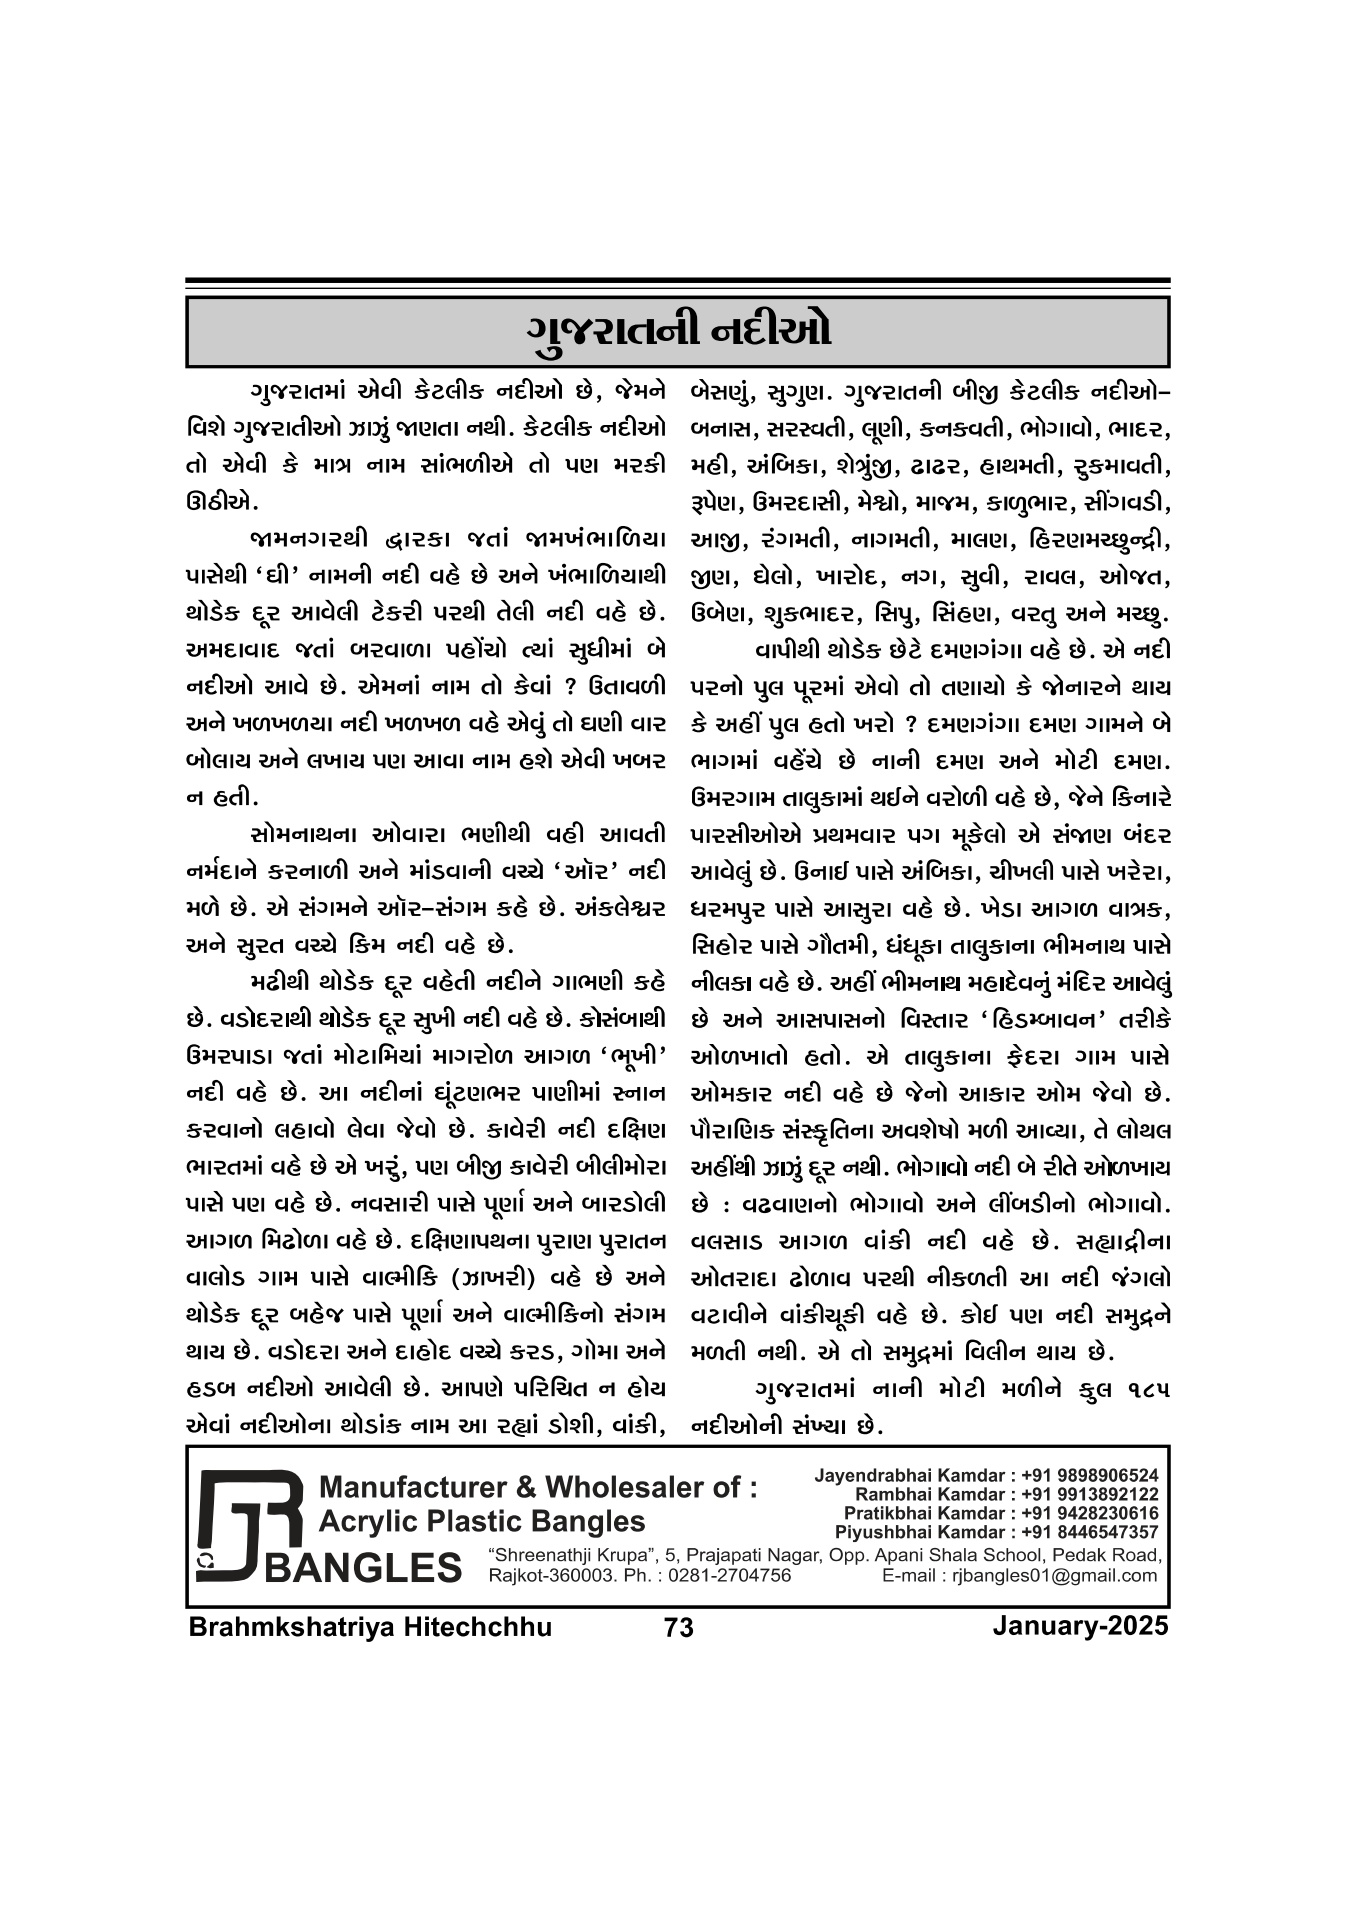 ગુજરાતની નદીઓ
ગુજરાતમાં એવી કેટલીક નદીઓ છે, જેમને
વિશે ગુજરાતીઓ ઝાઝું જાણતા નથી. કેટલીક નદીઓ
તો એવી કે માત્ર નામ સાંભળીએ તો પણ મરકી
ઊઠીએ.
જામનગરથી દ્વારકા જતાં જામખંભાળિયા
પાસેથી ‘ઘી’ નામની નદી વહે છે અને ખંભાળિયાથી
થોડેક દૂર આવેલી ટેકરી પરથી તેલી નદી વહે છે.
અમદાવાદ જતાં બરવાળા પહોંચો ત્યાં સુધીમાં બે
નદીઓ આવે છે. એમનાં નામ તો કેવાં ? ઉતાવળી
અને ખળખળયા નદી ખળખળ વહે એવું તો ઘણી વાર
બોલાય અને લખાય પણ આવા નામ હશે એવી ખબર
ન હતી.
સોમનાથના ઓવારા ભણીથી વહી આવતી
નર્મદાને કરનાળી અને માંડવાની વચ્ચે ‘ઑર’ નદી
મળે છે. એ સંગમને ઑર–સંગમ કહે છે. અંકલેશ્વર
અને સુરત વચ્ચે કિમ નદી વહે છે.
મઢીથી થોડેક દૂર વહેતી નદીને ગાભણી કહે
છે. વડોદરાથી થોડેક દૂર સુખી નદી વહે છે. કોસંબાથી
ઉમરપાડા જતાં મોટામિયાં માગરોળ આગળ ‘ભૂખી’
નદી વહે છે. આ નદીનાં ઘૂંટણભર પાણીમાં સ્નાન
કરવાનો લહાવો લેવા જેવો છે. કાવેરી નદી દક્ષિણ
ભારતમાં વહે છે એ ખરું, પણ બીજી કાવેરી બીલીમોરા
પાસે પણ વહે છે. નવસારી પાસે પૂર્ણા અને બારડોલી
આગળ મિઢોળા વહે છે. દક્ષિણાપથના પુરાણ પુરાતન
વાલોડ ગામ પાસે વાલ્મીકિ (ઝાખરી) વહે છે અને
થોડેક દૂર બહેજ પાસે પૂર્ણા અને વાલ્મીકિનો સંગમ
થાય છે. વડોદરા અને દાહોદ વચ્ચે કરડ, ગોમા અને
હડબ નદીઓ આવેલી છે. આપણે પરિચિત ન હોય
એવાં નદીઓના થોડાંક નામ આ રહ્યાં ડોશી, વાંકી,
બેસણું, સુગુણ. ગુજરાતની બીજી કેટલીક નદીઓ–
બનાસ, સરસ્વતી, લૂણી, કનકવતી, ભોગાવો, ભાદર,
મહી, અંબિકા, શેત્રુંજી, ઢાઢર, હાથમતી, રુકમાવતી,
રૂપેણ, ઉમરદાસી, મેશ્વો, માજમ, કાળુભાર, સીંગવડી,
આજી, રંગમતી, નાગમતી, માલણ, હિરણમચ્છુન્દ્રી,
જીણ, ઘેલો, ખારોદ, નગ, સુવી, રાવલ, ઓજત,
ઉબેણ, શુકભાદર, સિપુ, સિંહણ, વરતુ અને મચ્છુ.
વાપીથી થોડેક છેટે દમણગંગા વહે છે. એ નદી
પરનો પુલ પૂરમાં એવો તો તણાયો કે જોનારને થાય
કે અહીં પુલ હતો ખરો ? દમણગંગા દમણ ગામને બે
ભાગમાં વહેંચે છે નાની દમણ અને મોટી દમણ.
ઉમરગામ તાલુકામાં થઈને વરોળી વહે છે, જેને કિનારે
પારસીઓએ પ્રથમવાર પગ મૂકેલો એ સંજાણ બંદર
આવેલું છે. ઉનાઈ પાસે અંબિકા, ચીખલી પાસે ખરેરા,
ધરમપુર પાસે આસુરા વહે છે. ખેડા આગળ વાત્રક,
સિહોર પાસે ગૌતમી, ધંધૂકા તાલુકાના ભીમનાથ પાસે
નીલકા વહે છે. અહીં ભીમનાથ મહાદેવનું મંદિર આવેલું
છે અને આસપાસનો વિસ્તાર ‘હિડમ્બાવન’ તરીકે
ઓળખાતો હતો. એ તાલુકાના ફેદરા ગામ પાસે
ઓમકાર નદી વહે છે જેનો આકાર ઓમ જેવો છે.
પૌરાણિક સંસ્કૃતિના અવશેષો મળી આવ્યા, તે લોથલ
અહીંથી ઝાઝું દૂર નથી. ભોગાવો નદી બે રીતે ઓળખાય
છે : વઢવાણનો ભોગાવો અને લીંબડીનો ભોગાવો.
વલસાડ આગળ વાંકી નદી વહે છે. સહ્યાદ્રીના
ઓતરાદા ઢોળાવ પરથી નીકળતી આ નદી જંગલો
વટાવીને વાંકીચૂકી વહે છે. કોઈ પણ નદી સમુદ્રને
મળતી નથી. એ તો સમુદ્રમાં વિલીન થાય છે.
ગુજરાતમાં નાની મોટી મળીને કુલ ૧૮૫
નદીઓની સંખ્યા છે.
RJ BANGLES
Manufacturer & Wholesaler of :
Acrylic Plastic Bangles
Jayendrabhai Kamdar : +91 9898906524
Rambhai Kamdar : +91 9913892122
Pratikbhai Kamdar : +91 9428230616
Piyushbhai Kamdar : +91 8446547357
“Shreenathji Krupa”, 5, Prajapati Nagar, Opp. Apani Shala School, Pedak Road,
Rajkot-360003. Ph. : 0281-2704756 E-mail : rjbangles01@gmail.com
Brahmkshatriya Hitechchhu 73 January-2025